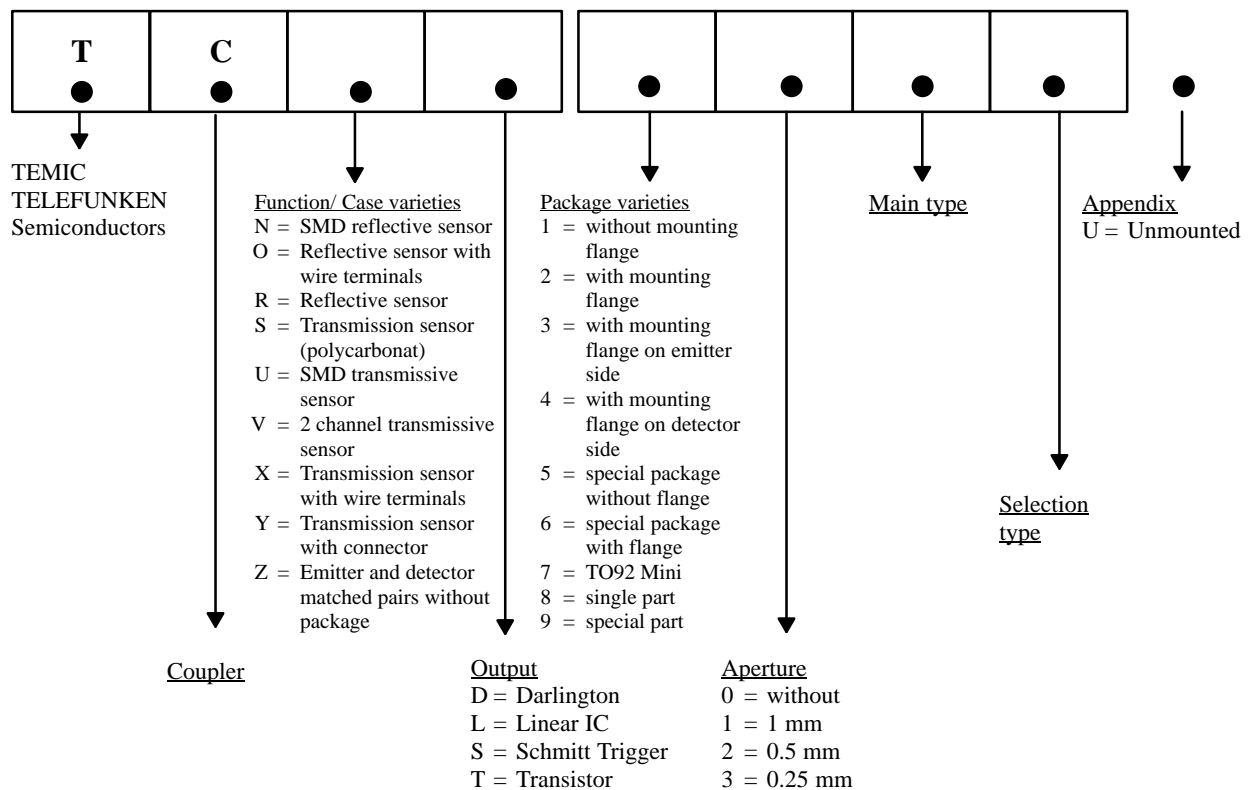 T C
TEMIC
TELEFUNKEN
Semiconductors
Function/ Case varieties
N = SMD reflective sensor
O = Reflective sensor with
wire terminals
R = Reflective sensor
S = Transmission sensor
(polycarbonat)
U = SMD transmissive
sensor
V = 2 channel transmissive
sensor
X = Transmission sensor
with wire terminals
Y = Transmission sensor
with connector
Z = Emitter and detector
matched pairs without
package
Package varieties
1 = without mounting
flange
2 = with mounting
flange
3 = with mounting
flange on emitter
side
4 = with mounting
flange on detector
side
5 = special package
without flange
6 = special package
with flange
7 = TO92 Mini
8 = single part
9 = special part
Main type
Appendix
U = Unmounted
Selection
type
Coupler
Output
D = Darlington
L = Linear IC
S = Schmitt Trigger
T = Transistor
Aperture
0 = without
1 = 1 mm
2 = 0.5 mm
3 = 0.25 mm